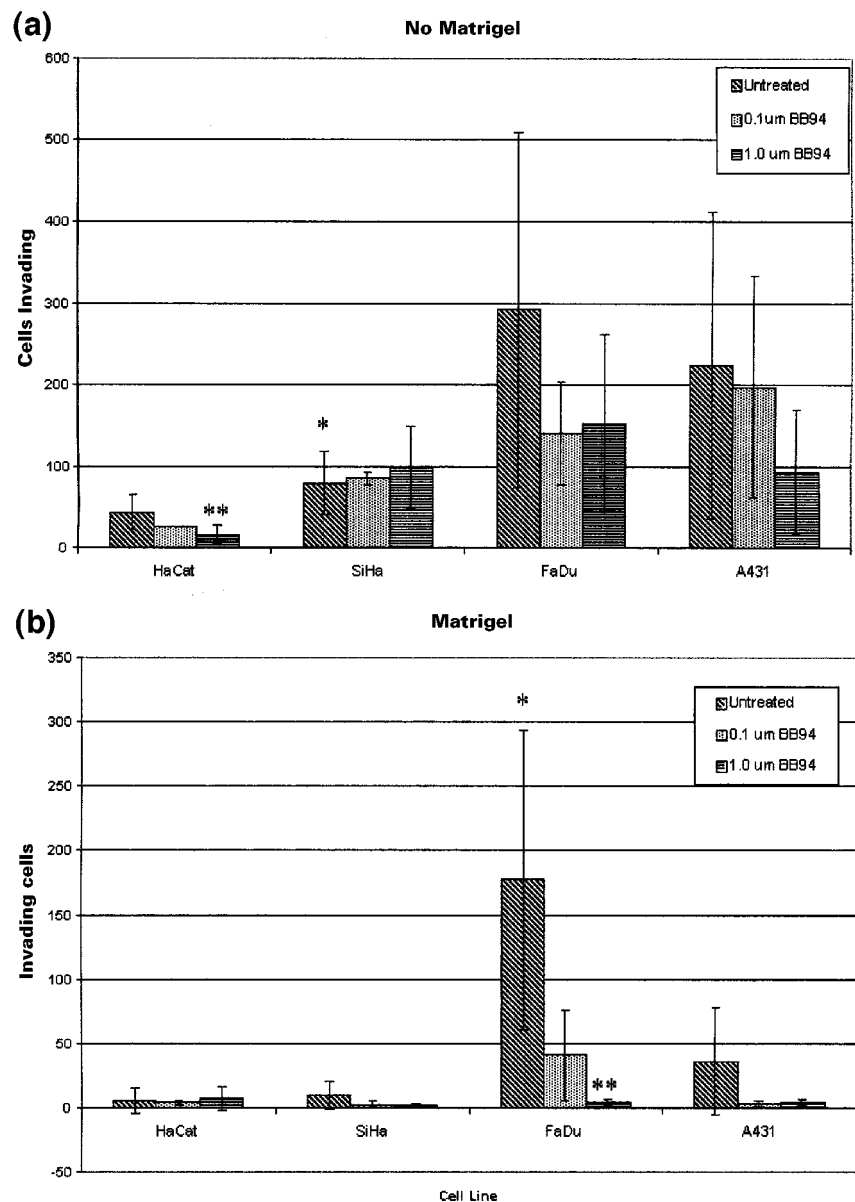 (a)
No Matrigel
600
500
400
300
200
100
0
Cells Invading
Untreated
0.1um BB94
1.0 um BB94
*
**
HaCat
SiHa
FaDu
A431
(b)
Matrigel
350
300
250
200
150
100
50
0
-50
Invading cells
Untreated
0.1 um BB94
1.0 um BB94
*
**
HaCat
SiHa
FaDu
A431
Cell Line